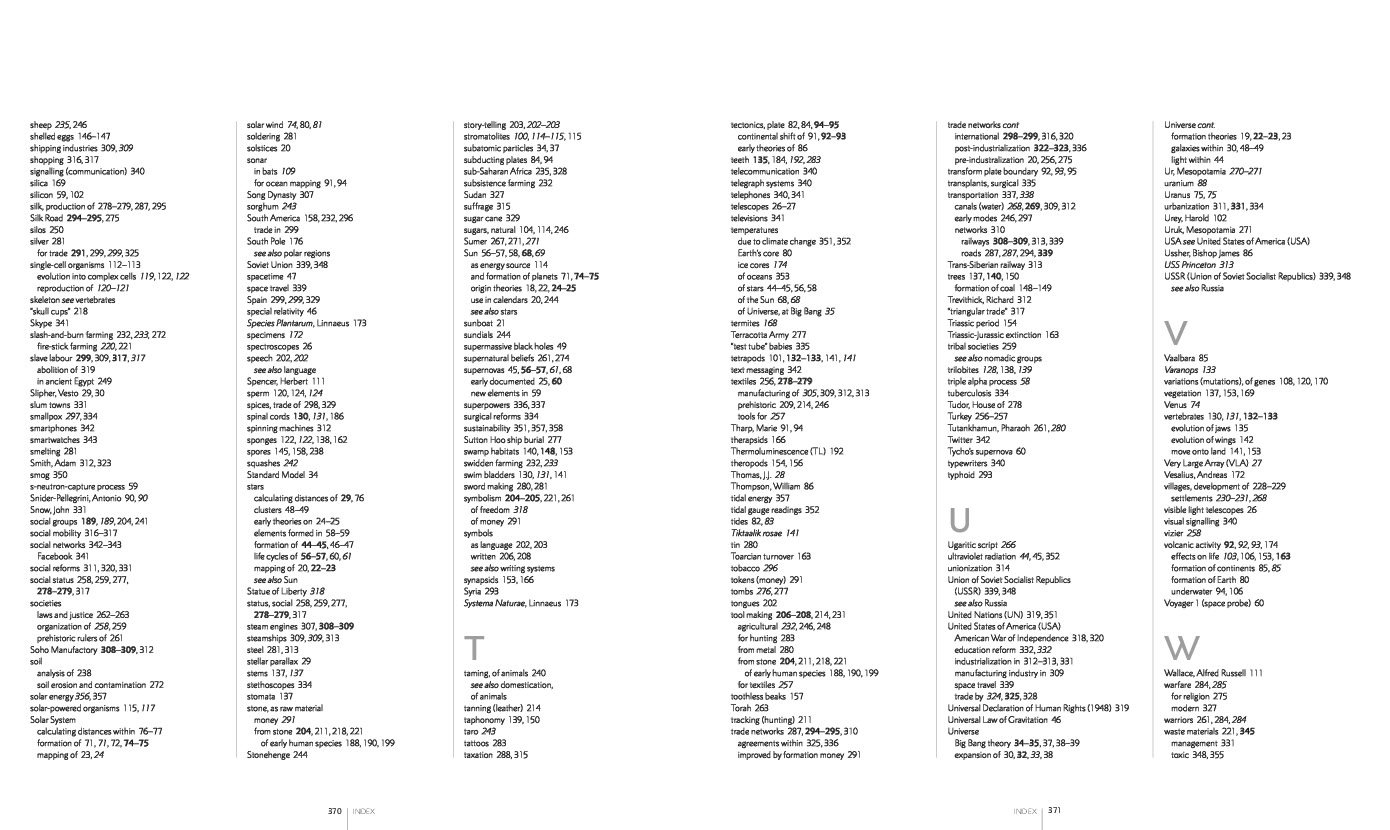 sheep 235, 246
shelled eggs 146–147
shipping industries 309, 309
shopping 316, 317
signalling (communication) 340
silica 169
silicon 59, 102
silk, production of 278–279, 287, 295
Silk Road 294–295, 275
silos 250
silver 281
for trade 291, 299, 299, 325
single-cell organisms 112–113
evolution into complex cells 119, 122, 122
reproduction of 120–121
skeleton see vertebrates
"skull cups" 218
Skype 341
slash-and-burn farming 232, 233, 272
fire-stick farming 220, 221
slave labour 299, 309, 317, 317
abolition of 319
in ancient Egypt 249
Slipher, Vesto 29, 30
slum towns 331
smallpox 297, 334
smartphones 342
smartwatches 343
smelting 281
Smith, Adam 312, 323
smog 350
s-neutron-capture process 59
Snider-Pellegrini, Antonio 90, 90
Snow, John 331
social groups 189, 189, 204, 241
social mobility 316–317
social networks 342–343
Facebook 341
social reforms 311, 320, 331
social status 258, 259, 277,
278–279, 317
societies
laws and justice 262–263
organization of 258, 259
prehistoric rulers of 261
Soho Manufactory 308–309, 312
soil
analysis of 238
soil erosion and contamination 272
solar energy 356, 357
solar-powered organisms 115, 117
Solar System
calculating distances within 76–77
formation of 71, 71, 72, 74–75
mapping of 23, 24
solar wind 74, 80, 81
soldering 281
solstices 20
sonar
in bats 109
for ocean mapping 91, 94
Song Dynasty 307
sorghum 243
South America 158, 232, 296
trade in 299
South Pole 176
see also polar regions
Soviet Union 339, 348
spacetime 47
space travel 339
Spain 299, 299, 329
special relativity 46
Species Plantarum, Linnaeus 173
specimens 172
spectroscopes 26
speech 202, 202
see also language
Spencer, Herbert 111
sperm 120, 124, 124
spices, trade of 298, 329
spinal cords 130, 131, 186
spinning machines 312
sponges 122, 122, 138, 162
spores 145, 158, 238
squashes 242
Standard Model 34
stars
calculating distances of 29, 76
clusters 48–49
early theories on 24–25
elements formed in 58–59
formation of 44–45, 46–47
life cycles of 56–57, 60, 61
mapping of 20, 22–23
see also Sun
Statue of Liberty 318
status, social 258, 259, 277,
278–279, 317
steam engines 307, 308–309
steamships 309, 309, 313
steel 281, 313
stellar parallax 29
stems 137, 137
stethoscopes 334
stomata 137
stone, as raw material
money 291
from stone 204, 211, 218, 221
of early human species 188, 190, 199
Stonehenge 244
story-telling 203, 202–203
stromatolites 100, 114–115, 115
subatomic particles 34, 37
subducting plates 84, 94
sub-Saharan Africa 235, 328
subsistence farming 232
Sudan 327
suffrage 315
sugar cane 329
sugars, natural 104, 114, 246
Sumer 267, 271, 271
Sun 56–57, 58, 68, 69
as energy source 114
and formation of planets 71, 74–75
origin theories 18, 22, 24–25
use in calendars 20, 244
see also stars
sunboat 21
sundials 244
supermassive black holes 49
supernatural beliefs 261, 274
supernovas 45, 56–57, 61, 68
early documented 25, 60
new elements in 59
superpowers 336, 337
surgical reforms 334
sustainability 351, 357, 358
Sutton Hoo ship burial 277
swamp habitats 140, 148, 153
swidden farming 232, 233
swim bladders 130, 131, 141
sword making 280, 281
symbolism 204–205, 221, 261
of freedom 318
of money 291
symbols
as language 202, 203
written 206, 208
see also writing systems
synapsids 153, 166
Syria 293
Systema Naturae, Linnaeus 173
T
taming, of animals 240
see also domestication,
of animals
tanning (leather) 214
taphonomy 139, 150
taro 243
tattoos 283
taxation 288, 315
370 INDEX
tectonics, plate 82, 84, 94–95
continental shift of 91, 92–93
early theories of 86
teeth 135, 184, 192, 283
telecommunication 340
telegraph systems 340
telephones 340, 341
telescopes 26–27
televisions 341
temperatures
due to climate change 351, 352
Earth's core 80
ice cores 174
of oceans 353
of stars 44–45, 56, 58
of the Sun 68, 68
of Universe, at Big Bang 35
termites 168
Terracotta Army 277
"test tube" babies 335
tetrapods 101, 132–133, 141, 141
text messaging 342
textiles 256, 278–279
manufacturing of 305, 309, 312, 313
prehistoric 209, 214, 246
tools for 257
Tharp, Marie 91, 94
therapsids 166
Thermoluminescence (TL) 192
theropods 154, 156
Thomas, J.J. 28
Thompson, William 86
tidal energy 357
tidal gauge readings 352
tides 82, 83
Tiktaalik rosae 141
tin 280
Toarcian turnover 163
tobacco 296
tokens (money) 291
tombs 276, 277
tongues 202
tool making 206–208, 214, 231
agricultural 232, 246, 248
for hunting 283
from metal 280
from stone 204, 211, 218, 221
of early human species 188, 190, 199
for textiles 257
toothless beaks 157
Torah 263
tracking (hunting) 211
trade networks 287, 294–295, 310
agreements within 325, 336
improved by formation money 291
trade networks cont
international 298–299, 316, 320
post-industrialization 322–323, 336
pre-industrialization 20, 256, 275
transform plate boundary 92, 93, 95
transplants, surgical 335
transportation 337, 338
canals (water) 268, 269, 309, 312
early modes 246, 297
networks 310
railways 308–309, 313, 339
roads 287, 287, 294, 339
Trans-Siberian railway 313
trees 137, 140, 150
formation of coal 148–149
Trevithick, Richard 312
"triangular trade" 317
Triassic period 154
Triassic-Jurassic extinction 163
tribal societies 259
see also nomadic groups
trilobites 128, 138, 139
triple alpha process 58
tuberculosis 334
Tudor, House of 278
Turkey 256–257
Tutankhamun, Pharaoh 261, 280
Twitter 342
Tycho's supernova 60
typewriters 340
typhoid 293
U
Ugaritic script 266
ultraviolet radiation 44, 45, 352
unionization 314
Union of Soviet Socialist Republics
(USSR) 339, 348
see also Russia
United Nations (UN) 319, 351
United States of America (USA)
American War of Independence 318, 320
education reform 332, 332
industrialization in 312–313, 331
manufacturing industry in 309
space travel 339
trade by 324, 325, 328
Universal Declaration of Human Rights (1948) 319
Universal Law of Gravitation 46
Universe
Big Bang theory 34–35, 37, 38–39
expansion of 30, 32, 33, 38
Universe cont.
formation theories 19, 22–23, 23
galaxies within 30, 48–49
light within 44
Ur, Mesopotamia 270–271
uranium 88
Uranus 75, 75
urbanization 311, 331, 334
Urey, Harold 102
Uruk, Mesopotamia 271
USA see United States of America (USA)
Ussher, Bishop James 86
USS Princeton 313
USSR (Union of Soviet Socialist Republics) 339, 348
see also Russia
V
Vaalbara 85
Varanops 133
variations (mutations), of genes 108, 120, 170
vegetation 137, 153, 169
Venus 74
vertebrates 130, 131, 132–133
evolution of jaws 135
evolution of wings 142
move onto land 141, 153
Very Large Array (VLA) 27
Vesalius, Andreas 172
villages, development of 228–229
settlements 230–231, 268
visible light telescopes 26
visual signalling 340
vizier 258
volcanic activity 92, 92, 93, 174
effects on life 103, 106, 153, 163
formation of continents 85, 85
formation of Earth 80
underwater 94, 106
Voyager 1 (space probe) 60
W
Wallace, Alfred Russell 111
warfare 284, 285
for religion 275
modern 327
warriors 261, 284, 284
waste materials 221, 345
management 331
toxic 348, 355
INDEX 371